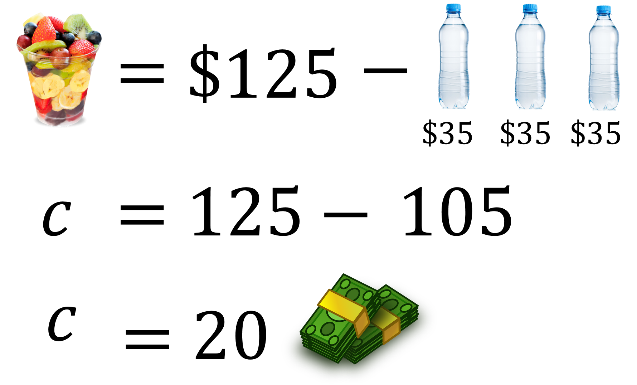 = $125 −
$35 $35 $35
c = 125 − 105
c = 20